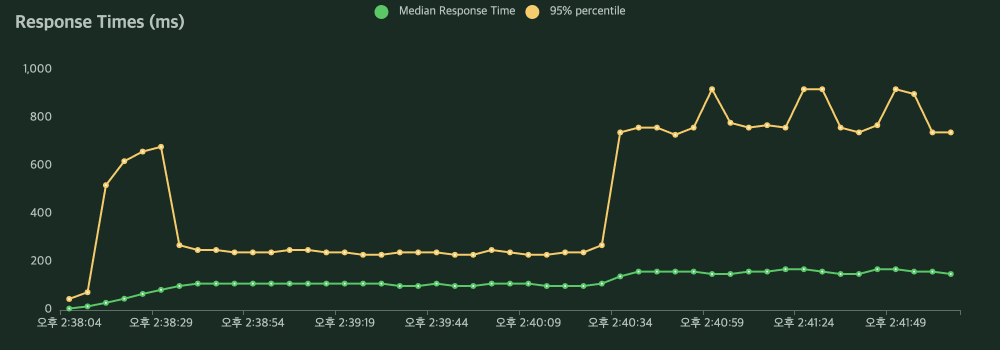 Response Times (ms)
Median Response Time
95% percentile
1,000
800
600
400
200
0
오후 2:38:04
오후 2:38:29
오후 2:38:54
오후 2:39:19
오후 2:39:44
오후 2:40:09
오후 2:40:34
오후 2:40:59
오후 2:41:24
오후 2:41:49